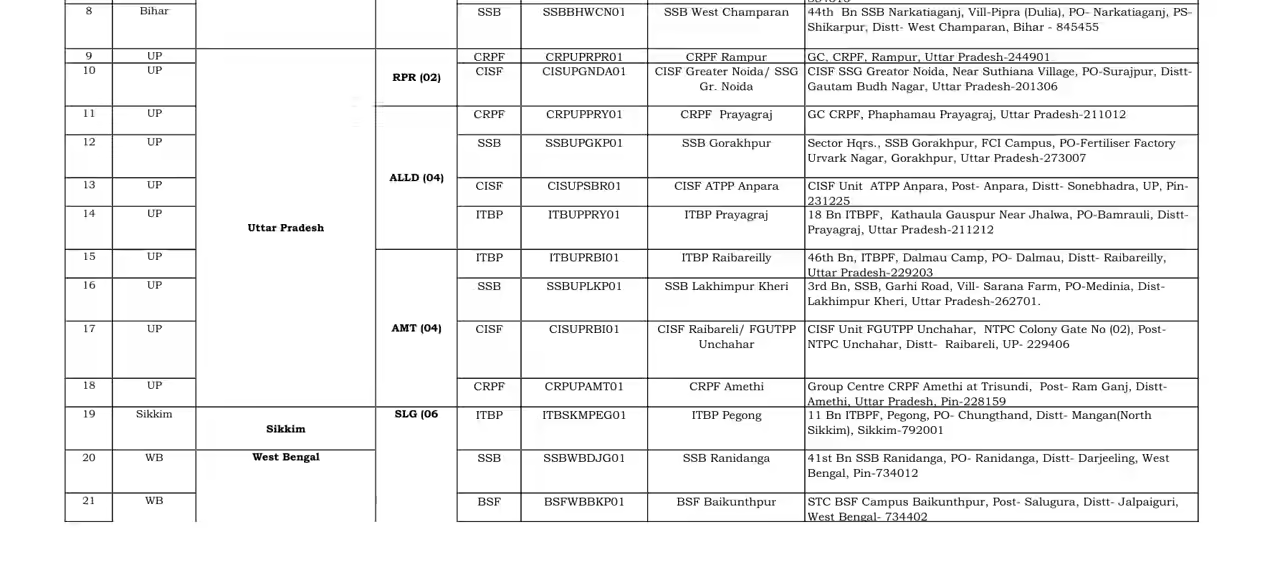 8 Bihar SSB SSBBHWCN01 SSB West Champaran 44th Bn SSB Narkatiaganj, Vill-Pipra (Dulia), PO- Narkatiaganj, PS-
Shikarpur, Distt- West Champaran, Bihar - 845455
9 UP CRPF CRPUPRPR01 CRPF Rampur GC, CRPF, Rampur, Uttar Pradesh-244901
RPR (02)
10 UP CISF CISUPGNDA01 CISF Greater Noida/ SSG CISF SSG Greator Noida, Near Suthiana Village, PO-Surajpur, Distt-
Gr. Noida Gautam Budh Nagar, Uttar Pradesh-201306
11 UP CRPF CRPUPPRY01 CRPF Prayagraj GC CRPF, Phaphamau Prayagraj, Uttar Pradesh-211012
12 UP SSB SSBUPGKP01 SSB Gorakhpur Sector Hqrs., SSB Gorakhpur, FCI Campus, PO-Fertiliser Factory
Urvark Nagar, Gorakhpur, Uttar Pradesh-273007
ALLD (04)
13 UP CISF CISUPSBR01 CISF ATPP Anpara CISF Unit ATPP Anpara, Post- Anpara, Distt- Sonebhadra, UP, Pin-
231225
14 UP ITBP ITBUPPRY01 ITBP Prayagraj 18 Bn ITBPF, Kathaula Gauspur Near Jhalwa, PO-Bamrauli, Distt-
Prayagraj, Uttar Pradesh-211212
Uttar Pradesh
15 UP ITBP ITBUPRBI01 ITBP Raibareilly 46th Bn, ITBPF, Dalmau Camp, PO- Dalmau, Distt- Raibareilly,
Uttar Pradesh-229203
16 UP SSB SSBUPLKP01 SSB Lakhimpur Kheri 3rd Bn, SSB, Garhi Road, Vill- Sarana Farm, PO-Medinia, Dist-
Lakhimpur Kheri, Uttar Pradesh-262701.
17 UP AMT (04) CISF CISUPRBI01 CISF Raibareli/ FGUTPP CISF Unit FGUTPP Unchahar, NTPC Colony Gate No (02), Post-
Unchahar NTPC Unchahar, Distt- Raibareli, UP- 229406
18 UP CRPF CRPUPAMT01 CRPF Amethi Group Centre CRPF Amethi at Trisundi, Post- Ram Ganj, Distt-
Amethi, Uttar Pradesh, Pin-228159
19 Sikkim SLG (06 ITBP ITBSKMPEG01 ITBP Pegong 11 Bn ITBPF, Pegong, PO- Chungthand, Distt- Mangan(North
Sikkim Sikkim), Sikkim-792001
20 WB West Bengal SSB SSBWBDJG01 SSB Ranidanga 41st Bn SSB Ranidanga, PO- Ranidanga, Distt- Darjeeling, West
Bengal, Pin-734012
21 WB BSF BSFWBBKP01 BSF Baikunthpur STC BSF Campus Baikunthpur, Post- Salugura, Distt- Jalpaiguri,
West Bengal- 734402